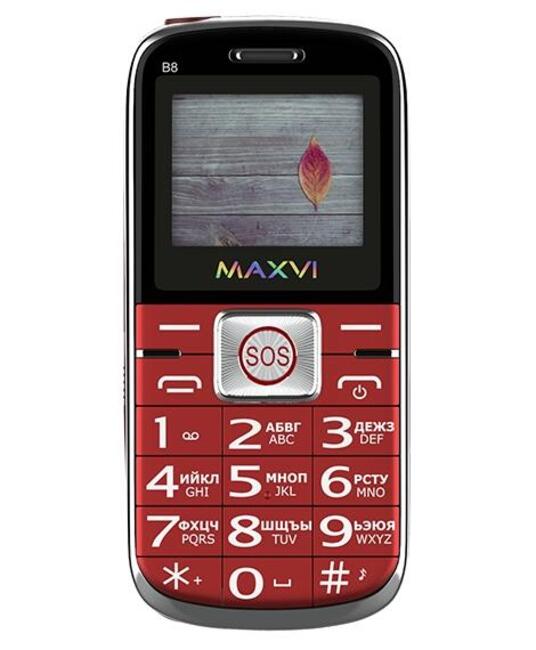 B8
MAXVI
SOS
1
2 АБВГ
ABC
3 ДЕЖЗ
DEF
4 ИЙКЛ
GHI
5 МНОП
JKL
6 РСТУ
MNO
7 ФХЦЧ
PQRS
8 ШЩЪЫ
TUV
9 ЬЭЮЯ
WXYZ
* +
0
#